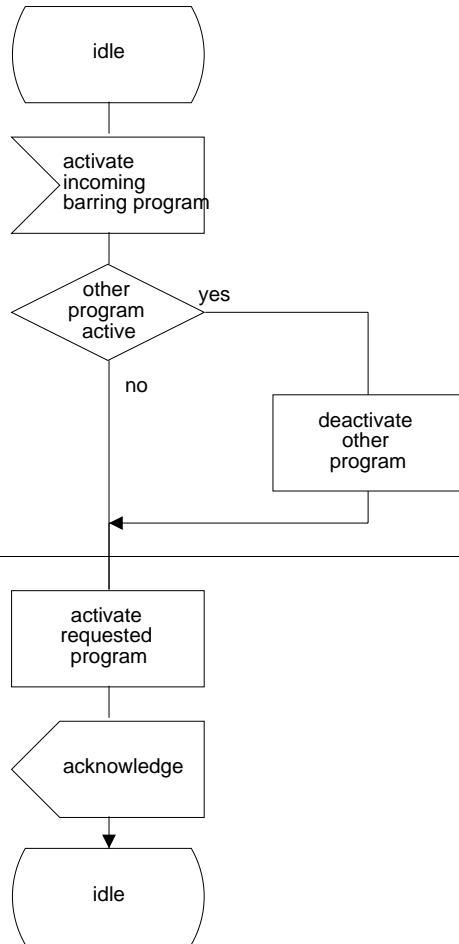 idle
activate
incoming
barring program
other
program
active
yes
no
deactivate
other
program
activate
requested
program
acknowledge
idle